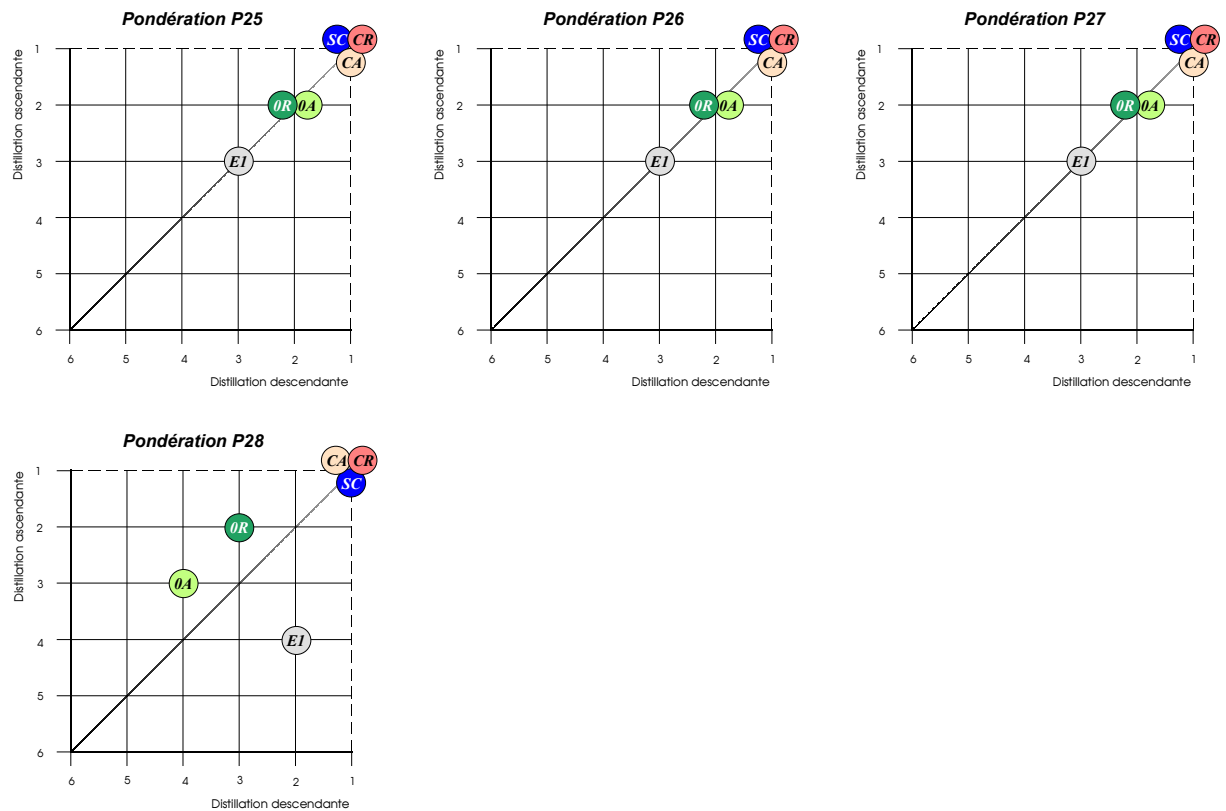 Pondération P25
Distillation ascendante
1
2
3
4
5
6
SC
CR
CA
0R
0A
E1
6
5
4
3
2
1
Distillation descendante
Pondération P26
Distillation ascendante
1
2
3
4
5
6
SC
CR
CA
0R
0A
E1
6
5
4
3
2
1
Distillation descendante
Pondération P27
Distillation ascendante
1
2
3
4
5
6
SC
CR
CA
0R
0A
E1
6
5
4
3
2
1
Distillation descendante
Pondération P28
Distillation ascendante
1
2
3
4
5
6
CA
CR
SC
0R
0A
E1
6
5
4
3
2
1
Distillation descendante